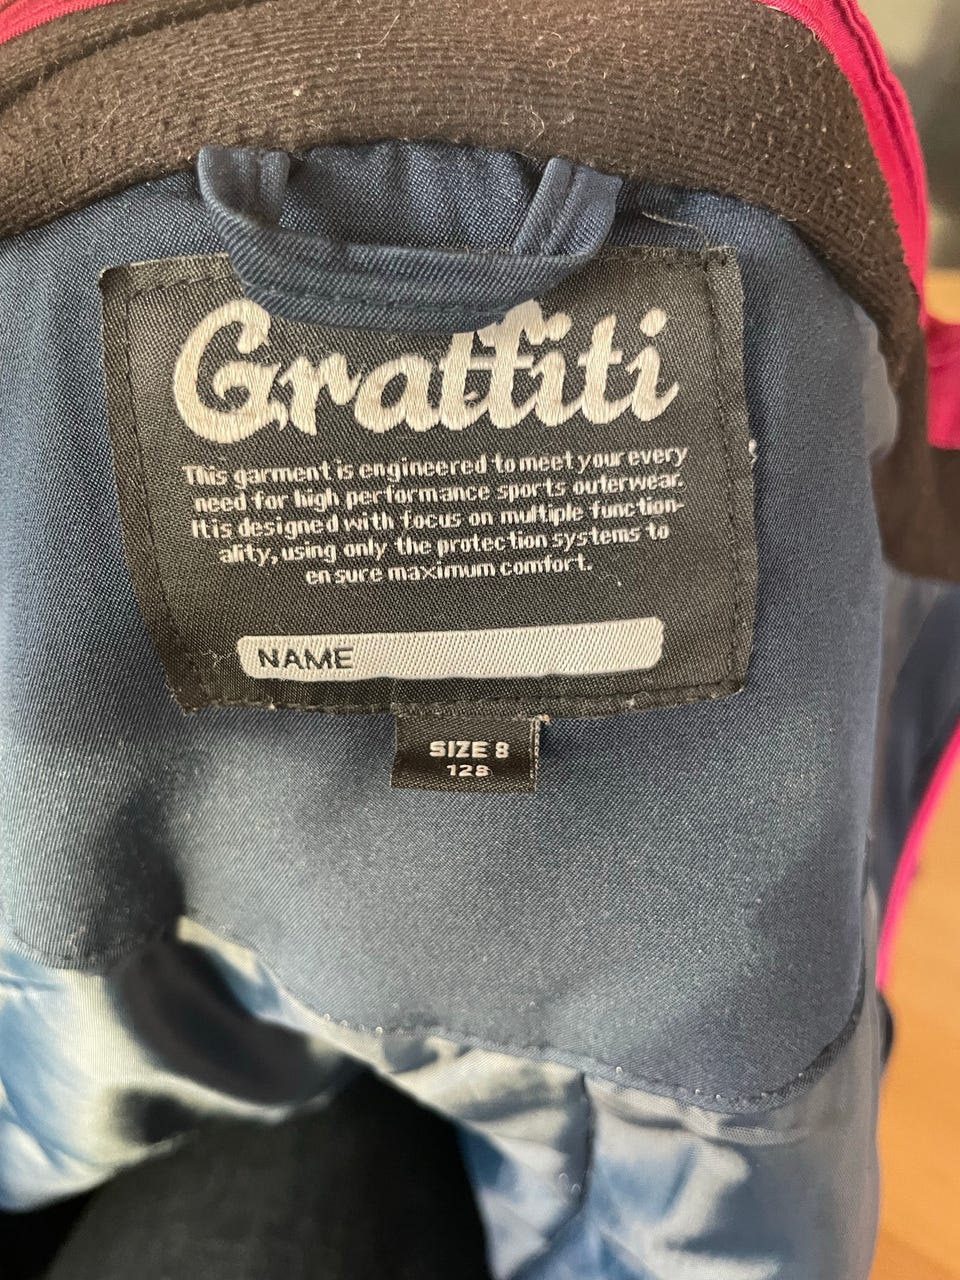 Graffiti
This garment is engineered to meet your every
need for high performance sports outerwear.
It is designed with focus on multiple function-
ality, using only the protection systems to
ensure maximum comfort.
NAME
SIZE 8
128